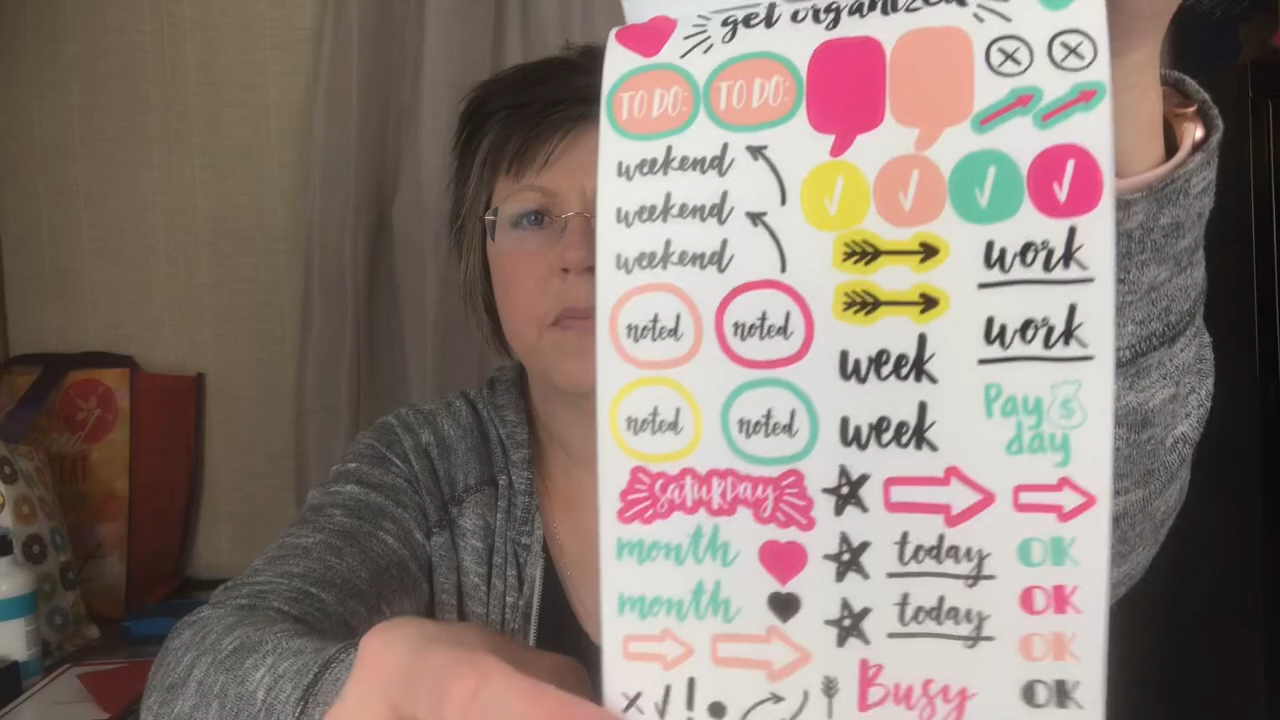 get organized
TO DO: TO DO:
weekend
weekend
weekend
work
work
noted noted
week
noted noted
week
Pay $
day
SATURDAY
month
today
OK
month
today
OK
OK
Busy
OK
EAT